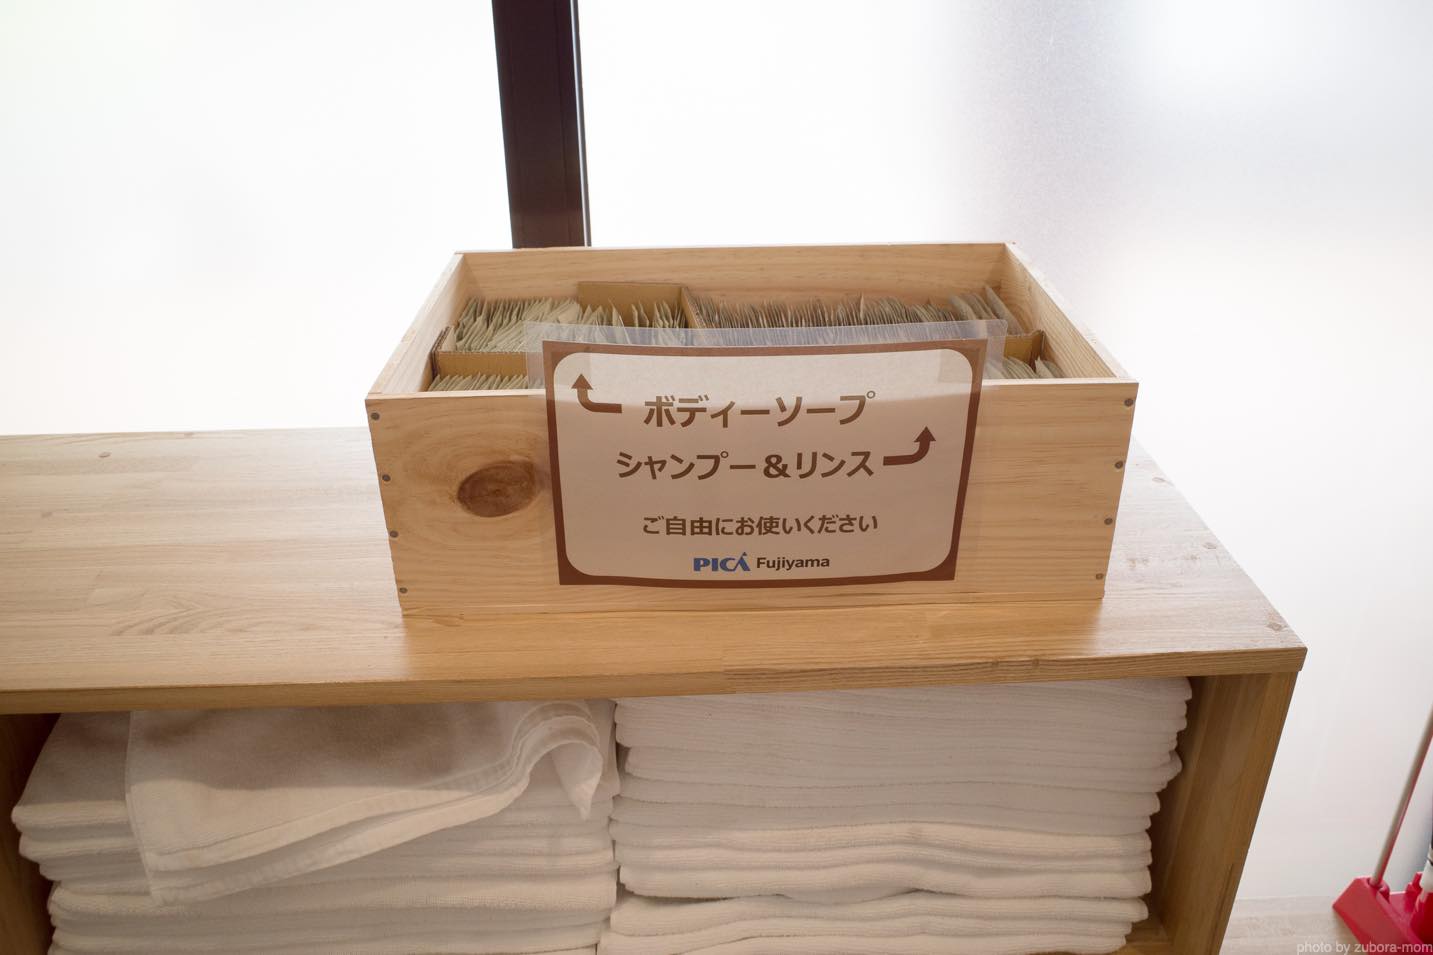 ボディーソープ
シャンプー&リンス
ご自由にお使いください
PICA Fujiyama
photo by zubora-mom